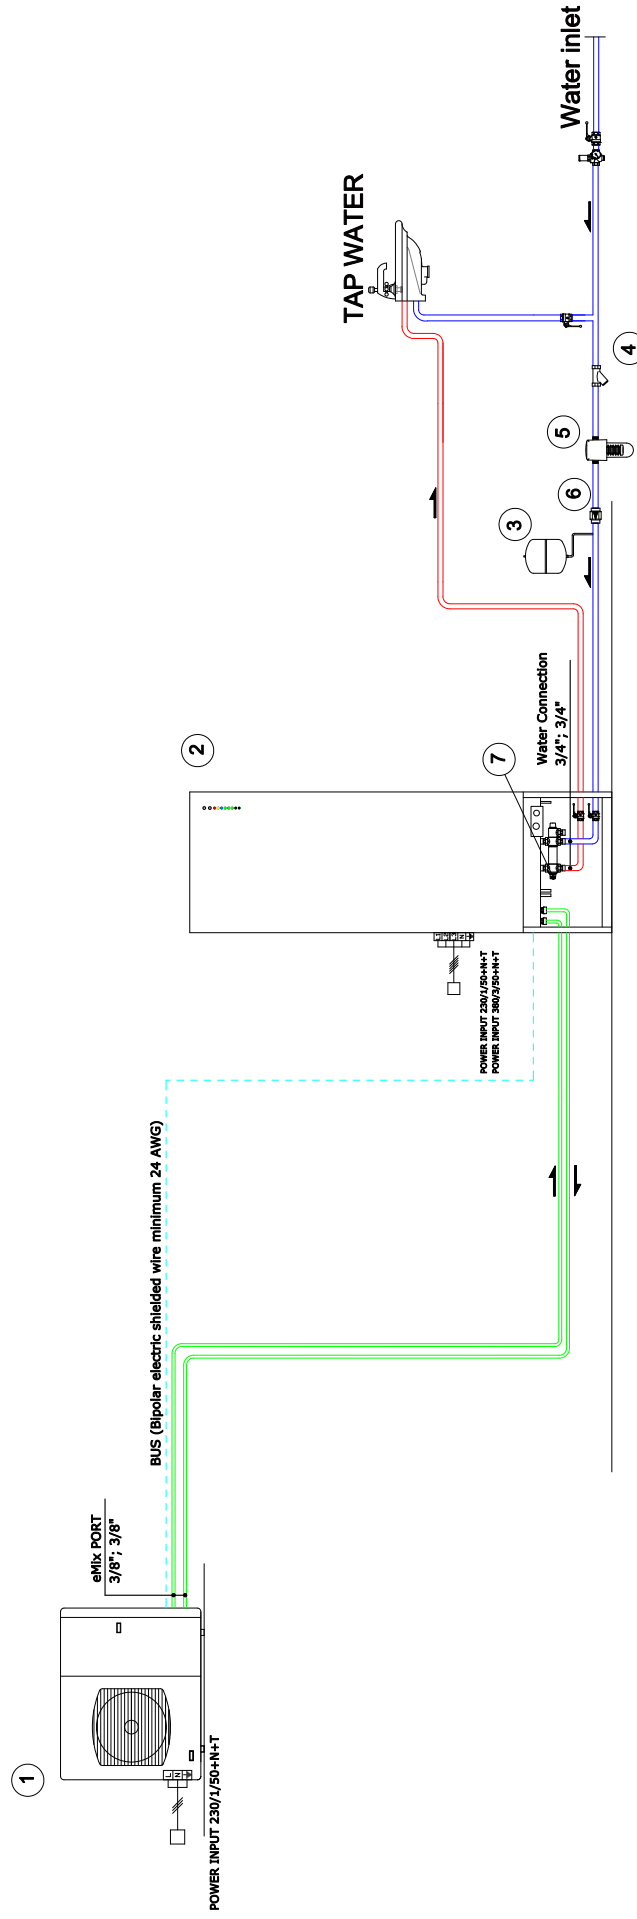 1
POWER INPUT 230/1/50+N+T
L
N
eMix PORT
3/8"; 3/8"
BUS (Bipolar electric shielded wire minimum 24 AWG)
POWER INPUT 230/1/50+N+T
POWER INPUT 380/3/50+N+T
N
2
7
Water Connection
3/4"; 3/4"
3
6
5
4
TAP WATER
Water inlet